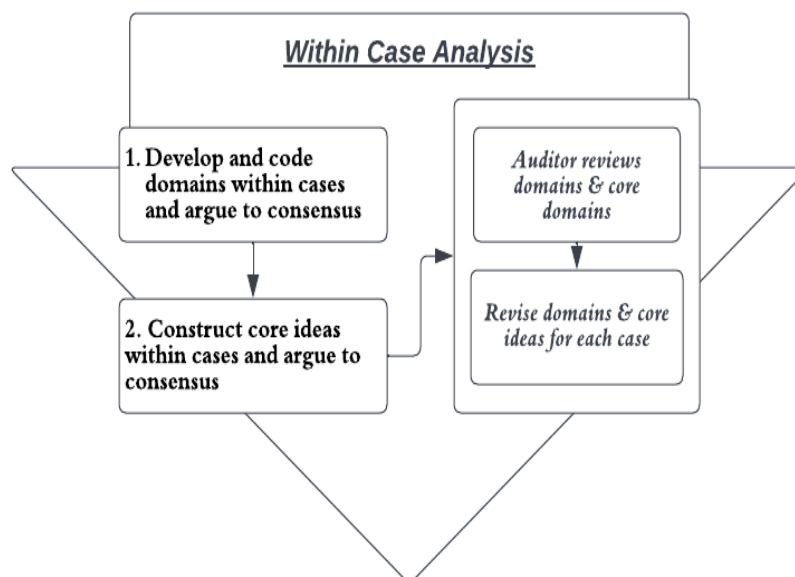 Within Case Analysis
1. Develop and code
domains within cases
and argue to consensus
2. Construct core ideas
within cases and argue to
consensus
Auditor reviews
domains & core
domains
Revise domains & core
ideas for each case